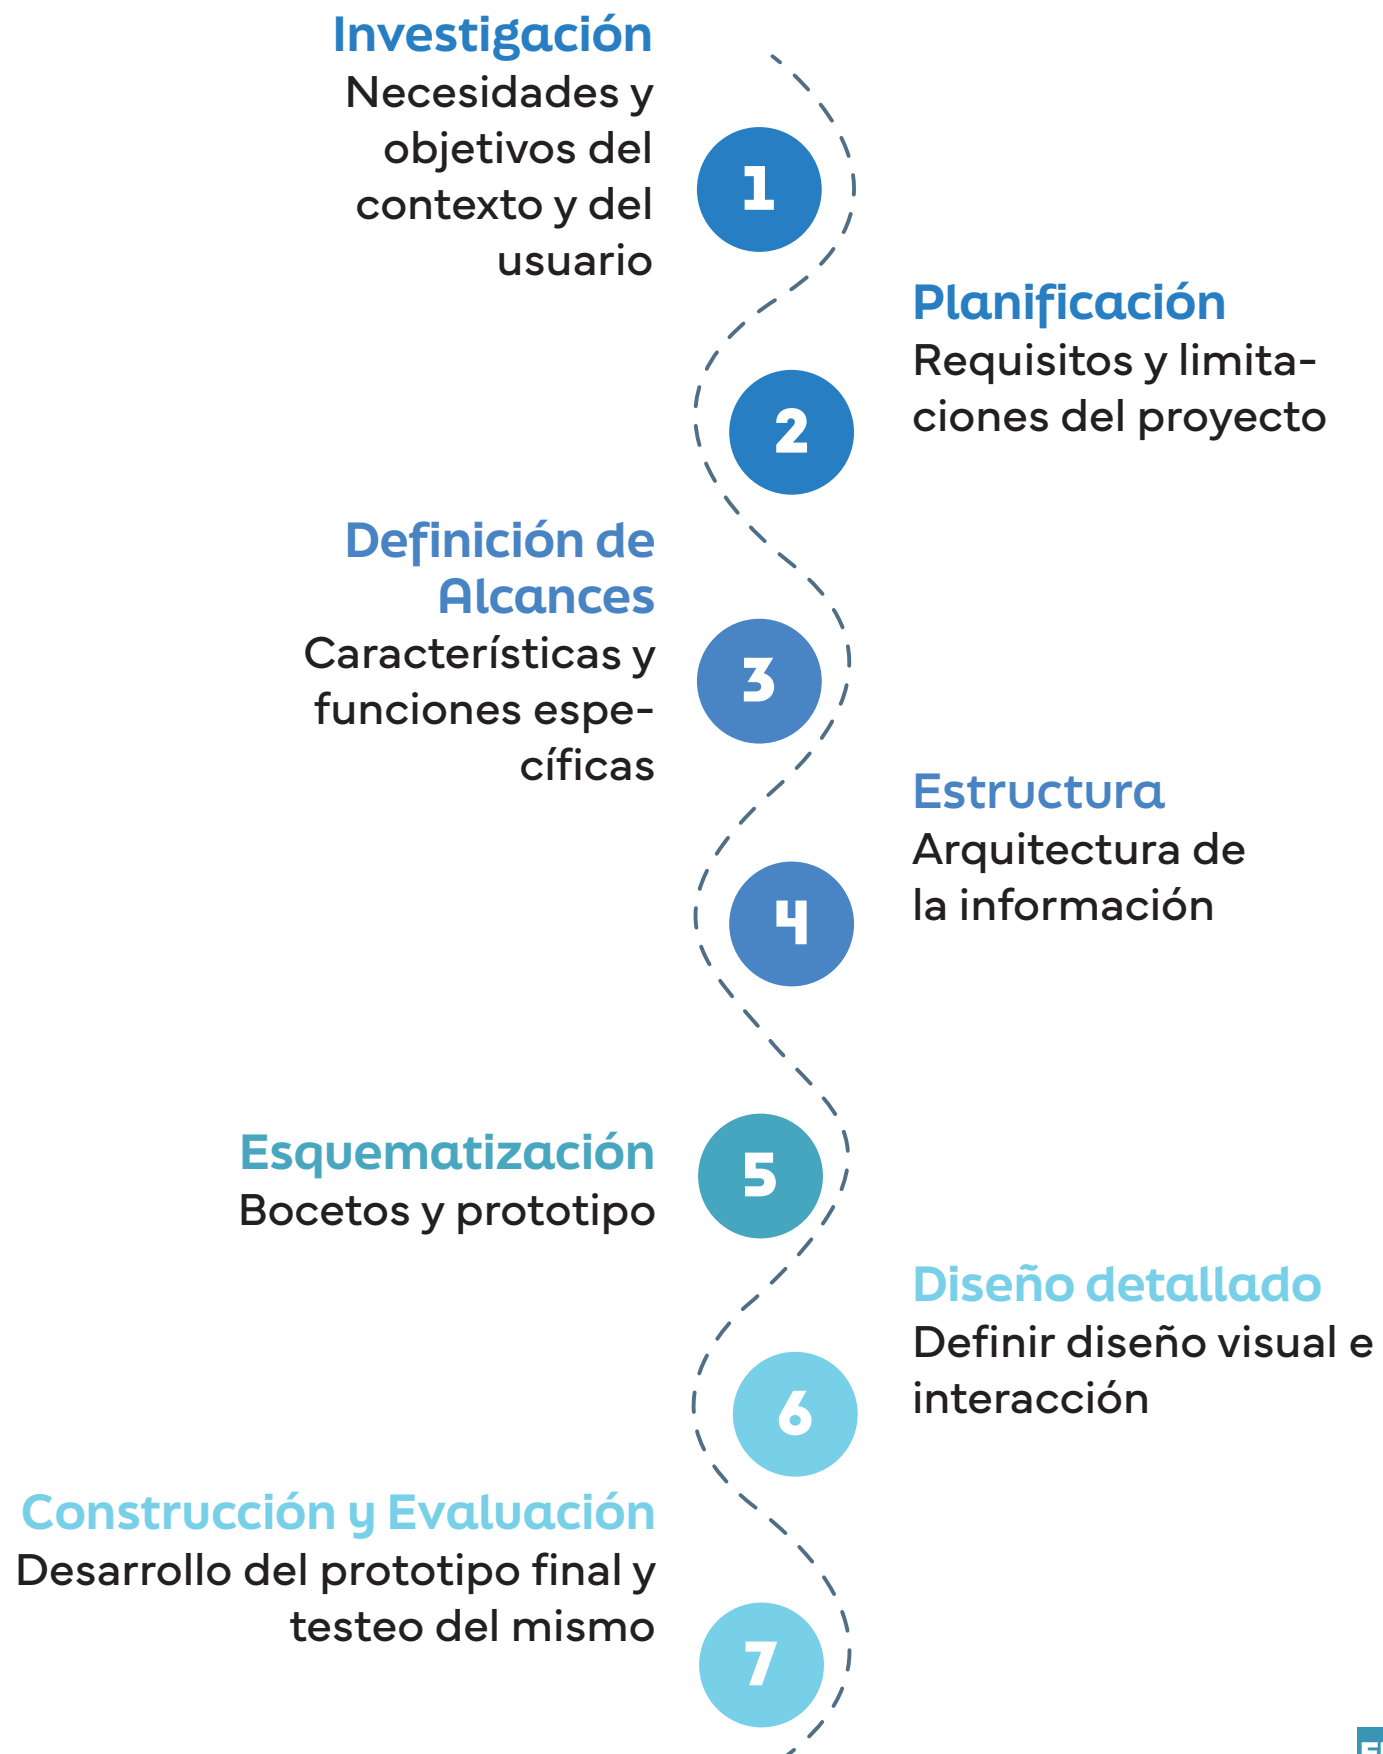 Investigación
Necesidades y
objetivos del
contexto y del
usuario
1
Planificación
Requisitos y limita-
ciones del proyecto
2
Definición de
Alcances
Características y
funciones espe-
cíficas
3
Estructura
Arquitectura de
la información
4
Esquematización
Bocetos y prototipo
5
Diseño detallado
Definir diseño visual e
interacción
6
Construcción y Evaluación
Desarrollo del prototipo final y
testeo del mismo
7